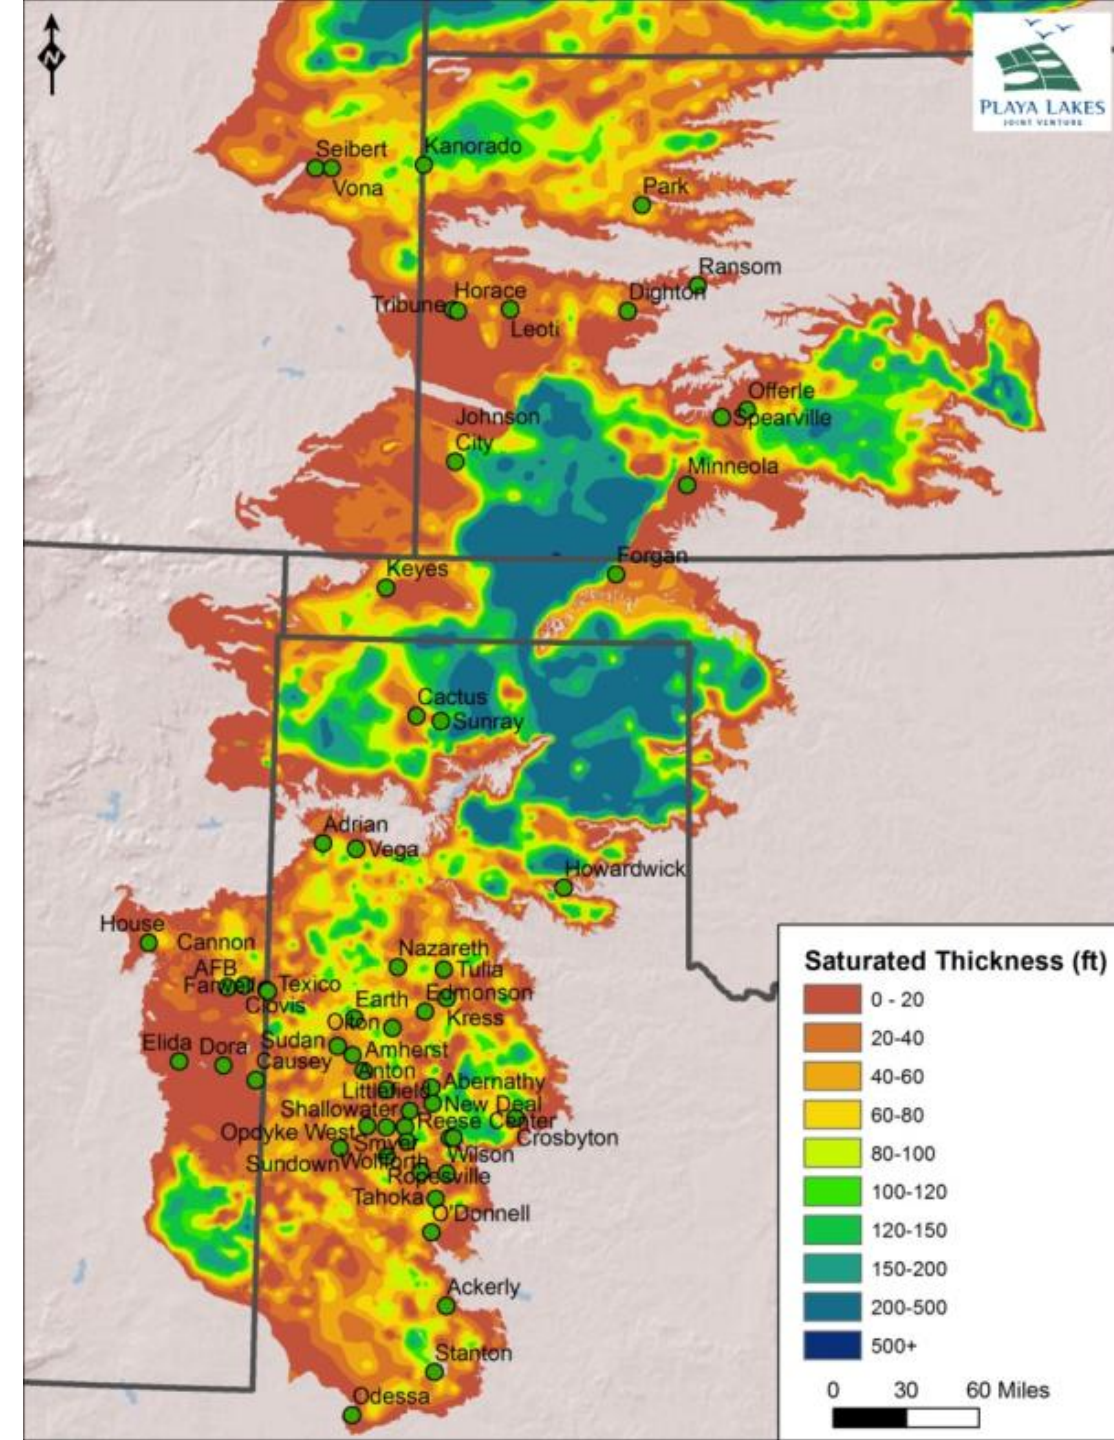 N
PLAYA LAKES
JOINT VENTURE
Seibert
Vona
Kanorado
Park
Ransom
Horace
Tribune
Leoti
Dighton
Offerle
Spearville
Johnson
City
Minneola
Forgan
Keyes
Cactus
Sunray
Adrian
Vega
Howardwick
House
Cannon
AFB
Farwell
Texico
Clovis
Nazareth
Tulia
Edmonson
Earth
Kress
Olton
Elida
Dora
Sudan
Amherst
Causey
Anton
Littlefield
Abernathy
Shallowater
New Deal
Reese Center
Opdyke West
Smyer
Crosbyton
Sundown
Wolfforth
Wilson
Ropesville
Tahoka
O'Donnell
Ackerly
Stanton
Odessa
Saturated Thickness (ft)
0 - 20
20-40
40-60
60-80
80-100
100-120
120-150
150-200
200-500
500+
0 30 60 Miles